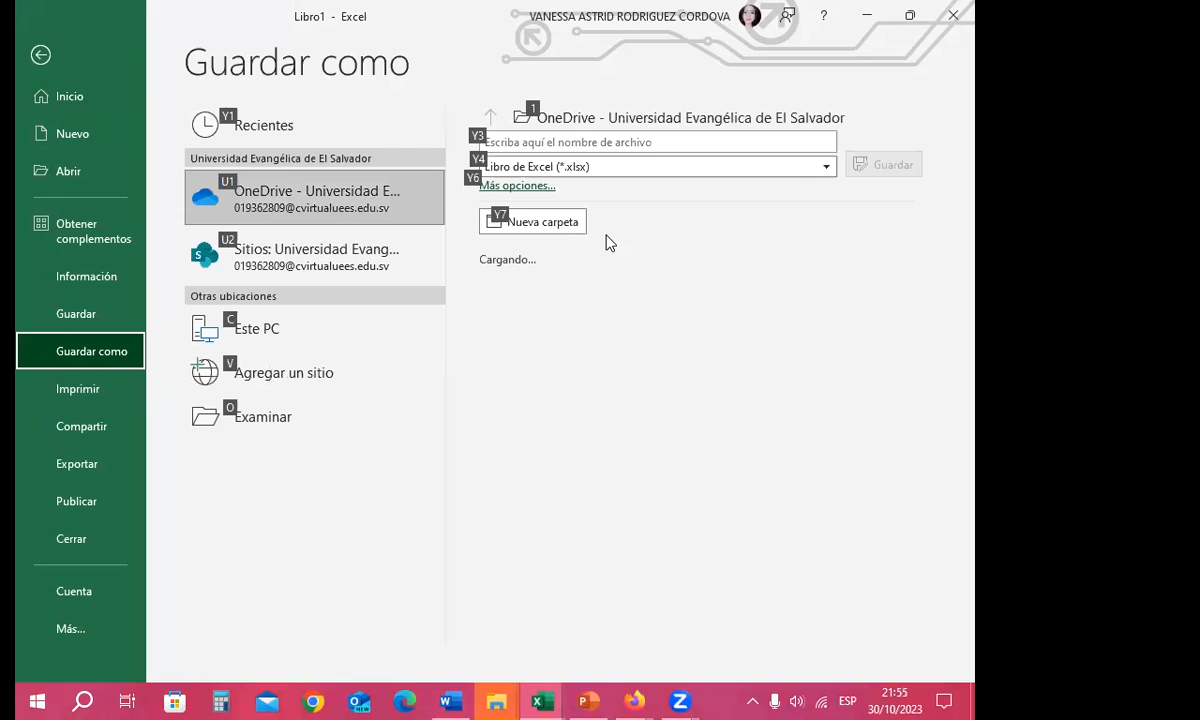 Libro1 - Excel
VANESSA ASTRID RODRIGUEZ CORDOVA
?
Inicio
Nuevo
Abrir
Obtener
complementos
Información
Guardar
Guardar como
Imprimir
Compartir
Exportar
Publicar
Cerrar
Cuenta
Más...
Guardar como
Y1
Recientes
Universidad Evangélica de El Salvador
U1
OneDrive - Universidad E...
019362809@cvirtualuees.edu.sv
U2
S
Sitios: Universidad Evang...
019362809@cvirtualuees.edu.sv
Otras ubicaciones
C
Este PC
V
Agregar un sitio
O
Examinar
1
OneDrive - Universidad Evangélica de El Salvador
Y3
Escriba aquí el nombre de archivo
Y4
Libro de Excel (*.xlsx)
Guardar
Y6
Más opciones...
Y7
Nueva carpeta
Cargando...
NEW
W
X
P
Z
ESP
21:55
30/10/2023